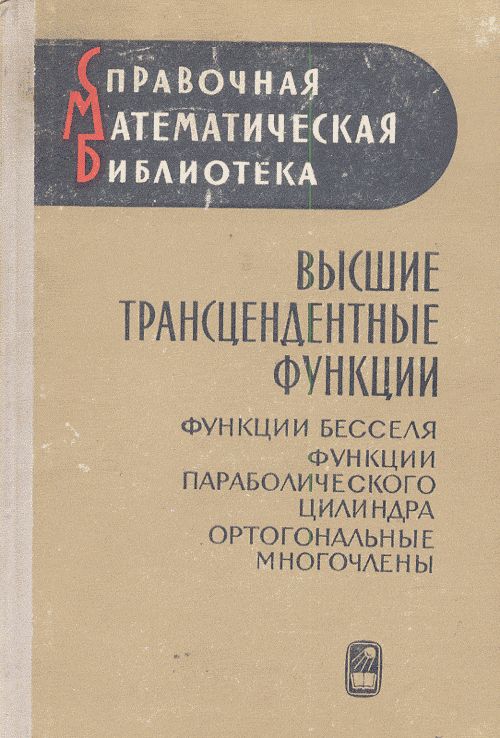 СПРАВОЧНАЯ
МАТЕМАТИЧЕСКАЯ
БИБЛИОТЕКА
ВЫСШИЕ
ТРАНСЦЕНДЕНТНЫЕ
ФУНКЦИИ
ФУНКЦИИ БЕССЕЛЯ
ФУНКЦИИ
ПАРАБОЛИЧЕСКОГО
ЦИЛИНДРА
ОРТОГОНАЛЬНЫЕ
МНОГОЧЛЕНЫ